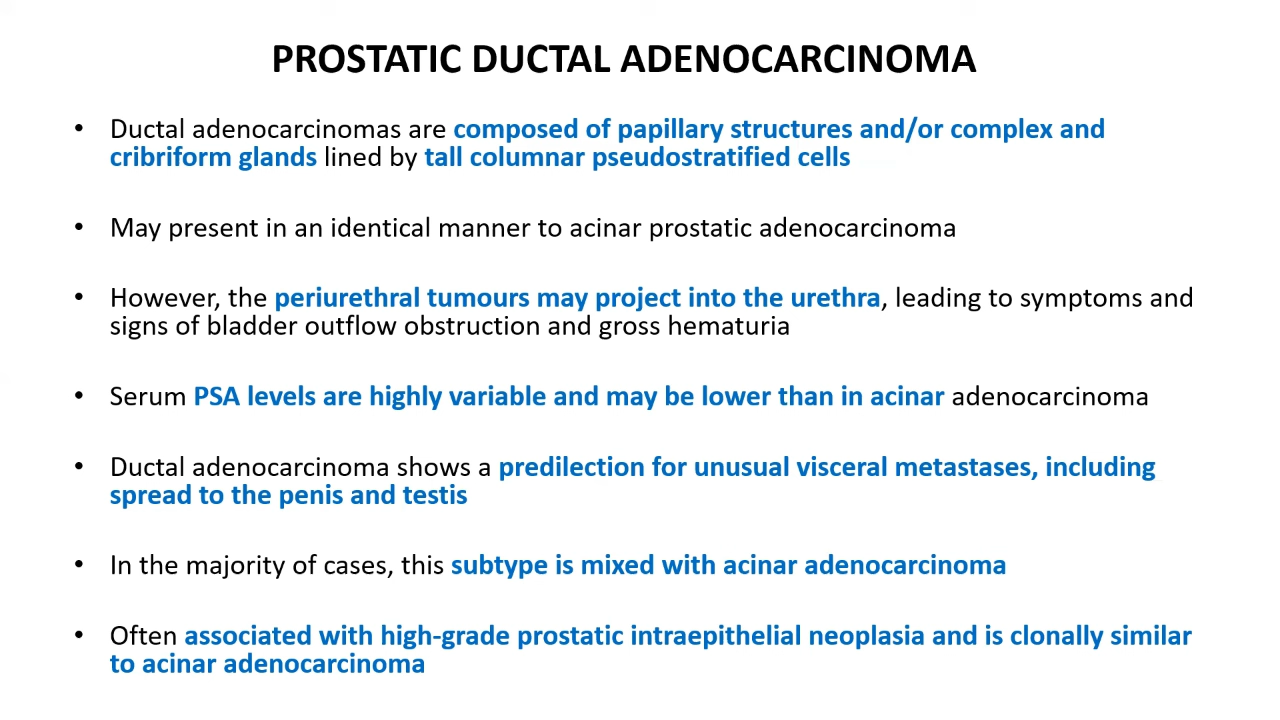 PROSTATIC DUCTAL ADENOCARCINOMA
• Ductal adenocarcinomas are composed of papillary structures and/or complex and
cribriform glands lined by tall columnar pseudostratified cells
• May present in an identical manner to acinar prostatic adenocarcinoma
• However, the periurethral tumours may project into the urethra, leading to symptoms and
signs of bladder outflow obstruction and gross hematuria
• Serum PSA levels are highly variable and may be lower than in acinar adenocarcinoma
• Ductal adenocarcinoma shows a predilection for unusual visceral metastases, including
spread to the penis and testis
• In the majority of cases, this subtype is mixed with acinar adenocarcinoma
• Often associated with high-grade prostatic intraepithelial neoplasia and is clonally similar
to acinar adenocarcinoma